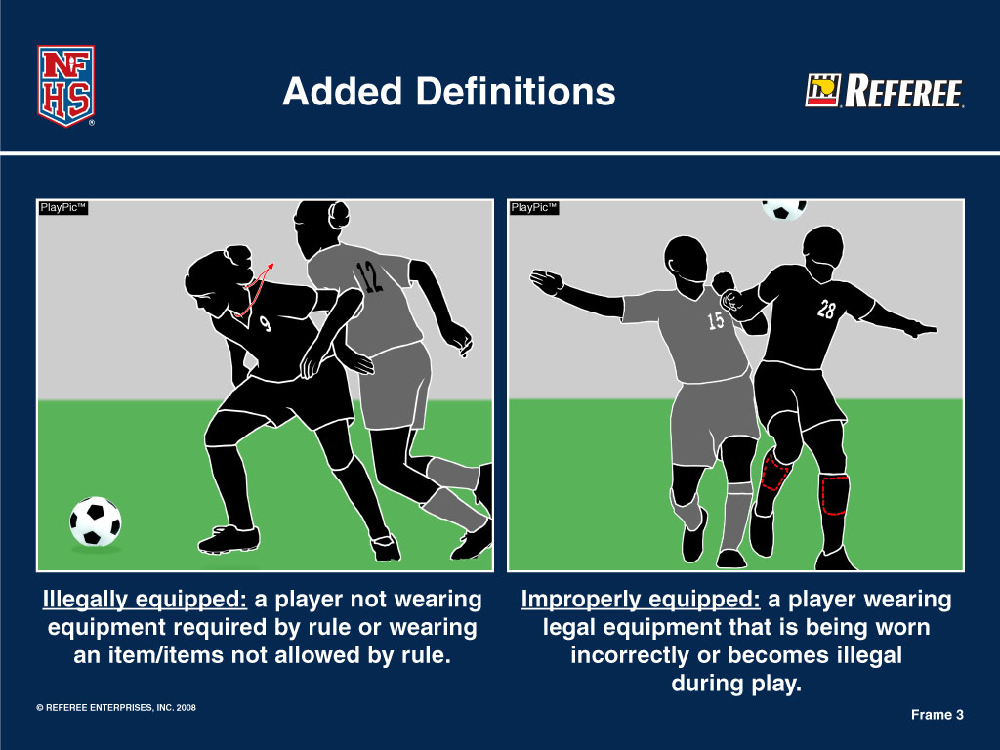 NF
HS
®
Added Definitions
REFEREE®
PlayPic™
12
9
PlayPic™
15
28
Illegally equipped: a player not wearing
equipment required by rule or wearing
an item/items not allowed by rule.
Improperly equipped: a player wearing
legal equipment that is being worn
incorrectly or becomes illegal
during play.
© REFEREE ENTERPRISES, INC. 2008
Frame 3